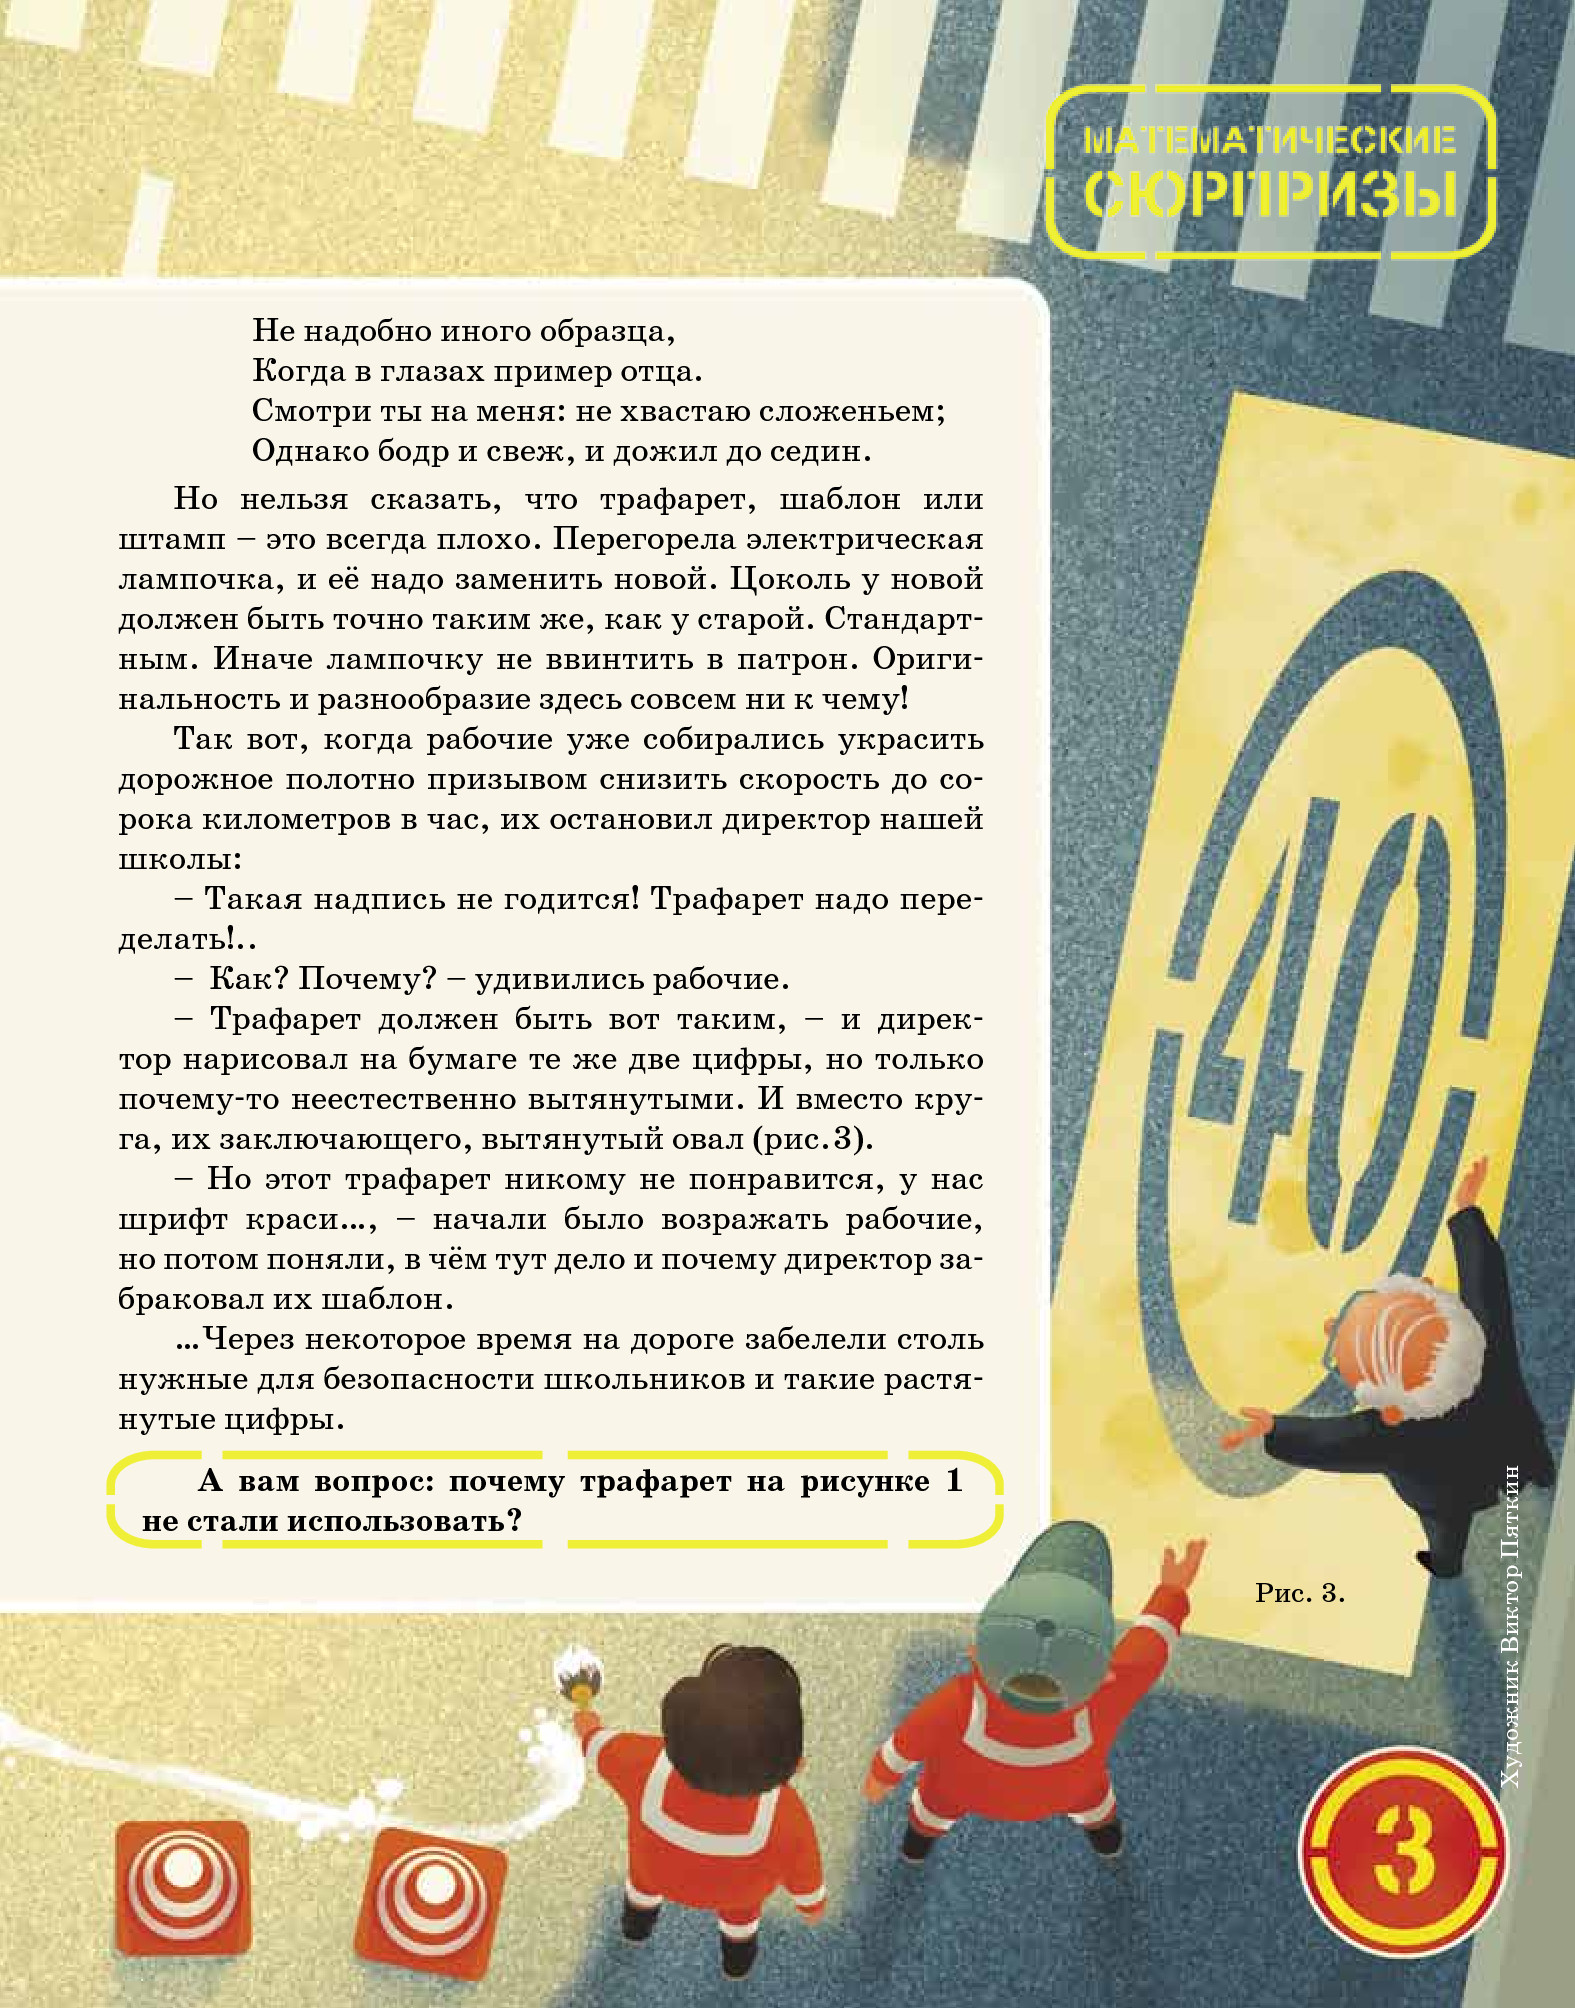 МАТЕМАТИЧЕСКИЕ
СЮРПРИЗЫ
Не надобно иного образца,
Когда в глазах пример отца.
Смотри ты на меня: не хвастаю сложеньем;
Однако бодр и свеж, и дожил до седин.
Но нельзя сказать, что трафарет, шаблон или
штамп – это всегда плохо. Перегорела электрическая
лампочка, и её надо заменить новой. Цоколь у новой
должен быть точно таким же, как у старой. Стандарт-
ным. Иначе лампочку не ввинтить в патрон. Ориги-
нальность и разнообразие здесь совсем ни к чему!
Так вот, когда рабочие уже собирались украсить
дорожное полотно призывом снизить скорость до со-
рока километров в час, их остановил директор нашей
школы:
– Такая надпись не годится! Трафарет надо пере-
делать!..
– Как? Почему? – удивились рабочие.
– Трафарет должен быть вот таким, – и дирек-
тор нарисовал на бумаге те же две цифры, но только
почему-то неестественно вытянутыми. И вместо кру-
га, их заключающего, вытянутый овал (рис.3).
– Но этот трафарет никому не понравится, у нас
шрифт краси…, – начали было возражать рабочие,
но потом поняли, в чём тут дело и почему директор за-
браковал их шаблон.
…Через некоторое время на дороге забелели столь
нужные для безопасности школьников и такие растя-
нутые цифры.
А вам вопрос: почему трафарет на рисунке 1
не стали использовать?
40
Рис. 3.
Художник Виктор Пяткин
3